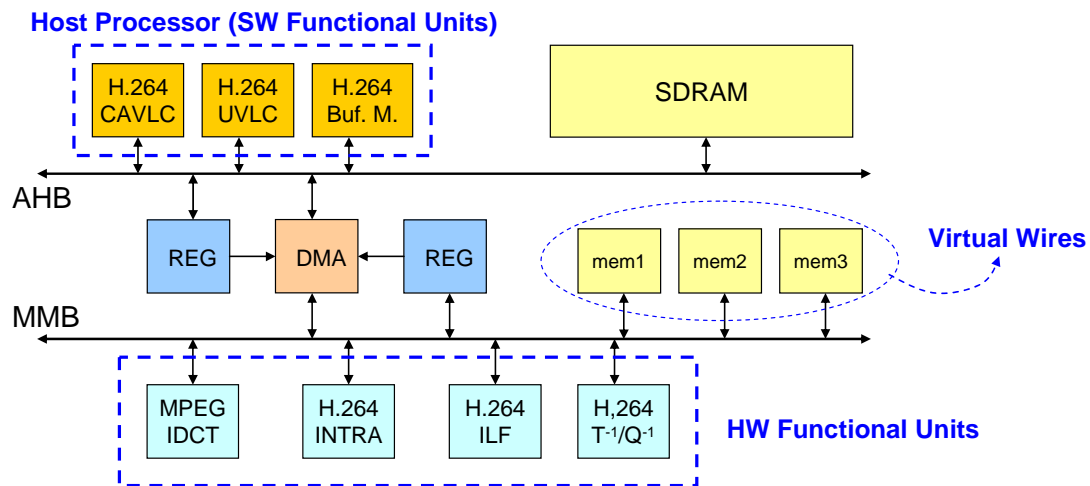 Host Processor (SW Functional Units)
H.264
CAVLC
H.264
UVLC
H.264
Buf. M.
SDRAM
AHB
REG
DMA
REG
mem1
mem2
mem3
Virtual Wires
MMB
MPEG
IDCT
H.264
INTRA
H.264
ILF
H,264
T⁻¹/Q⁻¹
HW Functional Units